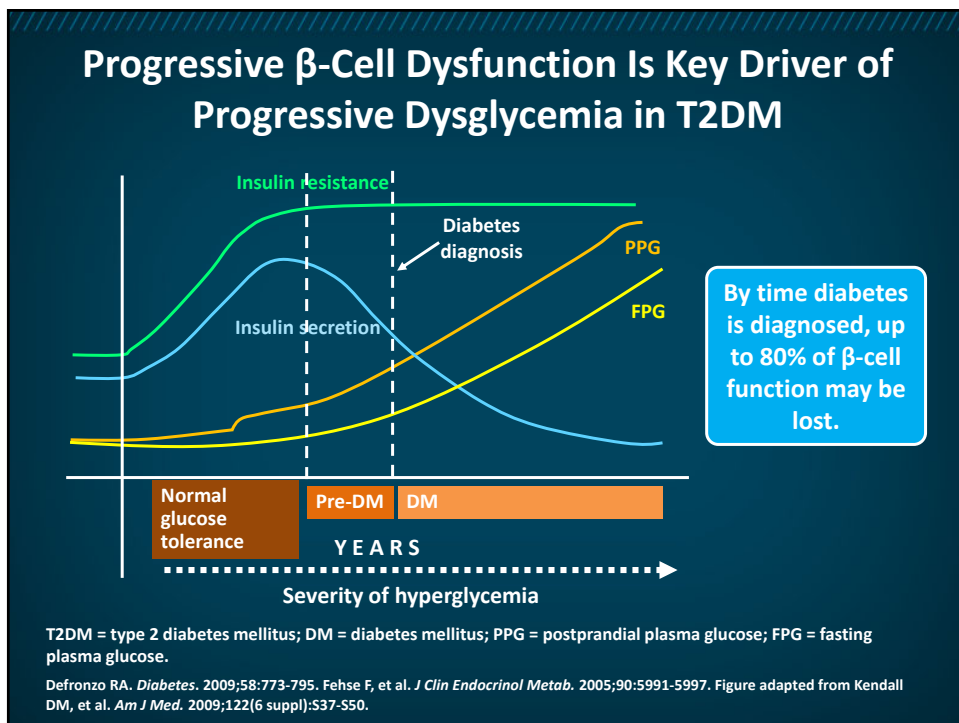 Progressive β-Cell Dysfunction Is Key Driver of
Progressive Dysglycemia in T2DM
Insulin resistance
Diabetes
diagnosis
PPG
FPG
Insulin secretion
By time diabetes
is diagnosed, up
to 80% of β-cell
function may be
lost.
Normal
glucose
tolerance
Pre-DM
DM
YEARS
Severity of hyperglycemia
T2DM = type 2 diabetes mellitus; DM = diabetes mellitus; PPG = postprandial plasma glucose; FPG = fasting
plasma glucose.
Defronzo RA. Diabetes. 2009;58:773-795. Fehse F, et al. J Clin Endocrinol Metab. 2005;90:5991-5997. Figure adapted from Kendall
DM, et al. Am J Med. 2009;122(6 suppl):S37-S50.